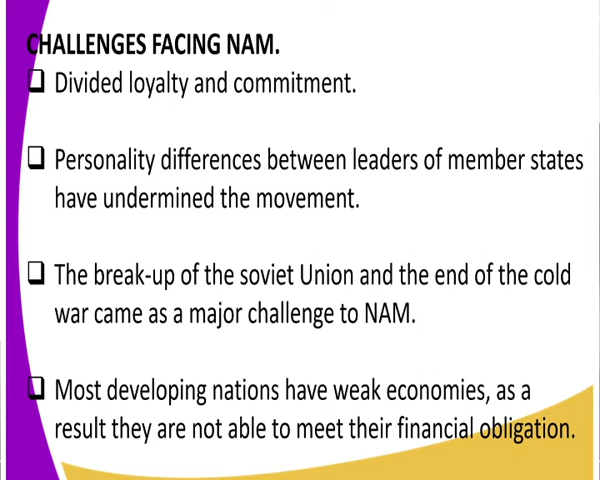 CHALLENGES FACING NAM.
❑ Divided loyalty and commitment.
❑ Personality differences between leaders of member states
have undermined the movement.
❑ The break-up of the soviet Union and the end of the cold
war came as a major challenge to NAM.
❑ Most developing nations have weak economies, as a
result they are not able to meet their financial obligation.